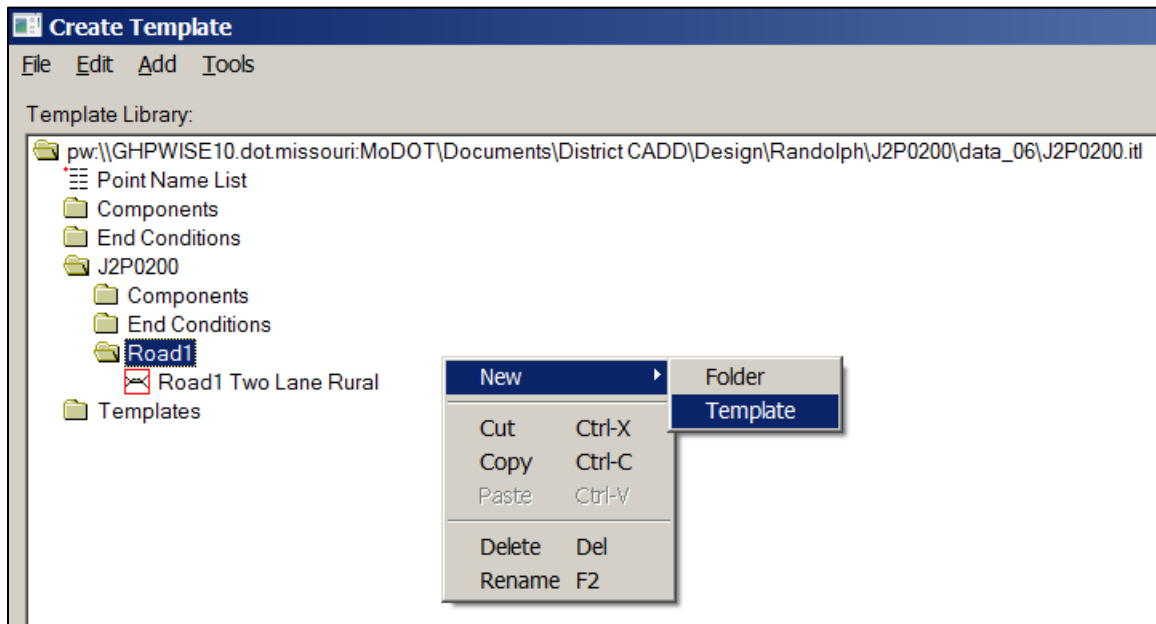 Create Template
File Edit Add Tools
Template Library:
pw:\\GHPWISE10.dot.missouri:MoDOT\Documents\District CADD\Design\Randolph\J2P0200\data_06\J2P0200.itl
Point Name List
Components
End Conditions
J2P0200
Components
End Conditions
Road1
Road1 Two Lane Rural
Templates
New
Cut Ctrl-X
Copy Ctrl-C
Paste Ctrl-V
Delete Del
Rename F2
Folder
Template